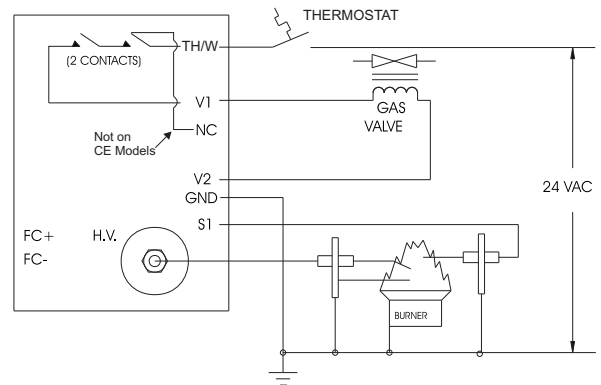 THERMOSTAT
TH/W
(2 CONTACTS)
V1
GAS
VALVE
Not on
CE Models
NC
V2
GND
24 VAC
S1
FC+
H.V.
FC-
BURNER